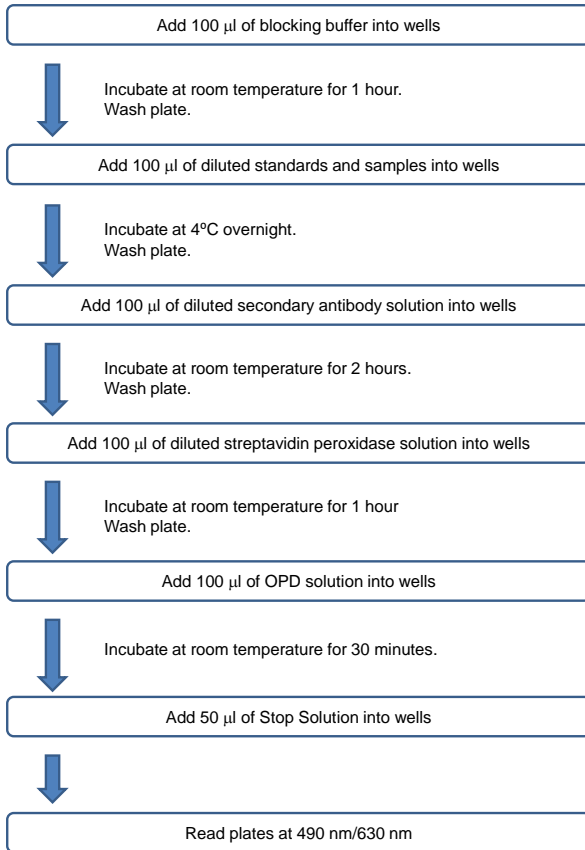 Add 100 μl of blocking buffer into wells
Incubate at room temperature for 1 hour.
Wash plate.
Add 100 μl of diluted standards and samples into wells
Incubate at 4ºC overnight.
Wash plate.
Add 100 μl of diluted secondary antibody solution into wells
Incubate at room temperature for 2 hours.
Wash plate.
Add 100 μl of diluted streptavidin peroxidase solution into wells
Incubate at room temperature for 1 hour
Wash plate.
Add 100 μl of OPD solution into wells
Incubate at room temperature for 30 minutes.
Add 50 μl of Stop Solution into wells
Read plates at 490 nm/630 nm